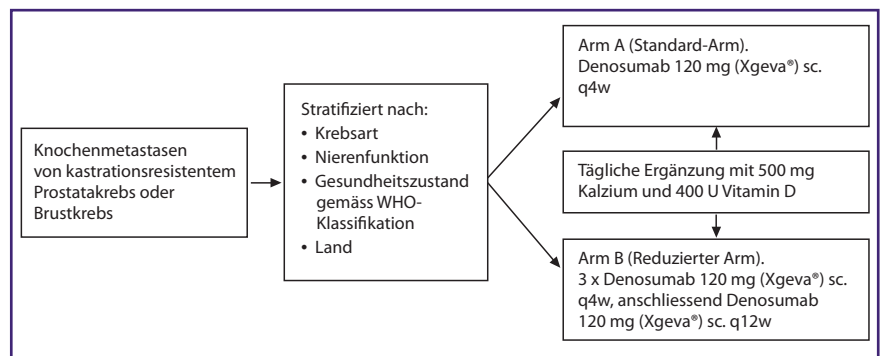 Knochenmetastasen
von kastrationsresistentem
Prostatakrebs oder
Brustkrebs
Stratifiziert nach:
• Krebsart
• Nierenfunktion
• Gesundheitszustand
gemäss WHO-
Klassifikation
• Land
Arm A (Standard-Arm).
Denosumab 120 mg (Xgeva®) sc.
q4w
Tägliche Ergänzung mit 500 mg
Kalzium und 400 U Vitamin D
Arm B (Reduzierter Arm).
3 x Denosumab 120 mg (Xgeva®) sc.
q4w, anschliessend Denosumab
120 mg (Xgeva®) sc. q12w